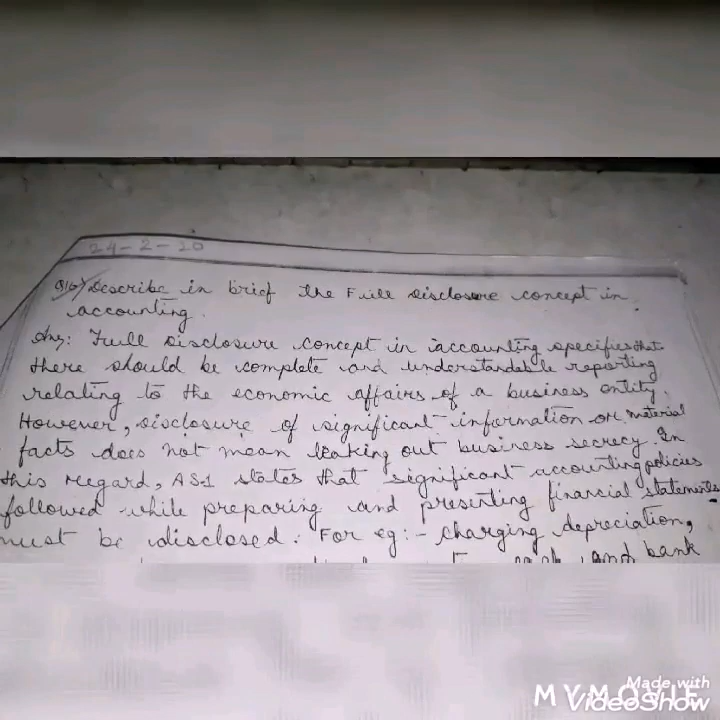 24-2-20
Q16) Describe in brief the Full disclosure concept in
accounting.
Ans: Full disclosure concept in accounting specifies that
there should be complete and understandable reporting
relating to the economic affairs of a business entity.
However, disclosure of significant information or material
facts does not mean leaking out business secrecy. In
this regard, AS1 states that significant accounting policies
followed while preparing and presenting financial statements
must be disclosed. For eg:- charging depreciation,
and bank
Made with
MYMOVIE
VideoShow